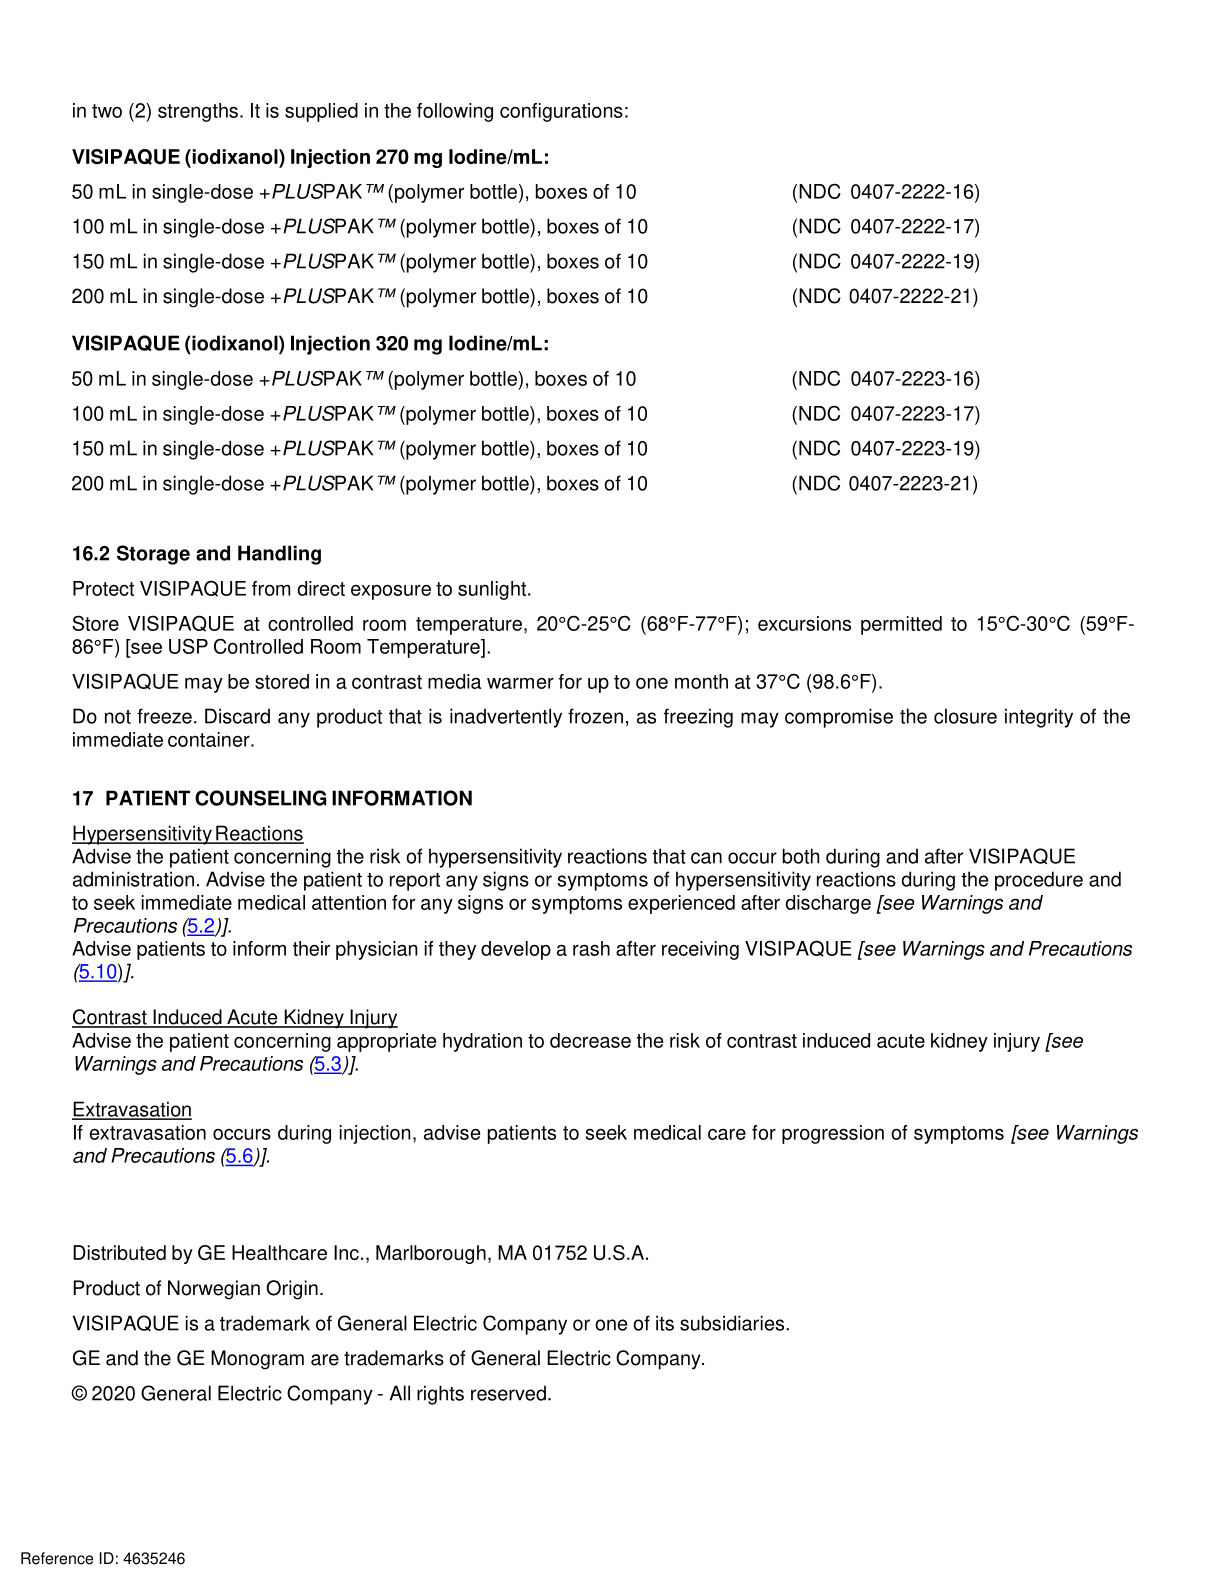 in two (2) strengths. It is supplied in the following configurations:
VISIPAQUE (iodixanol) Injection 270 mg Iodine/mL:
50 mL in single-dose +PLUSPAK™ (polymer bottle), boxes of 10 (NDC 0407-2222-16)
100 mL in single-dose +PLUSPAK™ (polymer bottle), boxes of 10 (NDC 0407-2222-17)
150 mL in single-dose +PLUSPAK™ (polymer bottle), boxes of 10 (NDC 0407-2222-19)
200 mL in single-dose +PLUSPAK™ (polymer bottle), boxes of 10 (NDC 0407-2222-21)
VISIPAQUE (iodixanol) Injection 320 mg Iodine/mL:
50 mL in single-dose +PLUSPAK™ (polymer bottle), boxes of 10 (NDC 0407-2223-16)
100 mL in single-dose +PLUSPAK™ (polymer bottle), boxes of 10 (NDC 0407-2223-17)
150 mL in single-dose +PLUSPAK™ (polymer bottle), boxes of 10 (NDC 0407-2223-19)
200 mL in single-dose +PLUSPAK™ (polymer bottle), boxes of 10 (NDC 0407-2223-21)
16.2 Storage and Handling
Protect VISIPAQUE from direct exposure to sunlight.
Store VISIPAQUE at controlled room temperature, 20°C-25°C (68°F-77°F); excursions permitted to 15°C-30°C (59°F-
86°F) [see USP Controlled Room Temperature].
VISIPAQUE may be stored in a contrast media warmer for up to one month at 37°C (98.6°F).
Do not freeze. Discard any product that is inadvertently frozen, as freezing may compromise the closure integrity of the
immediate container.
17 PATIENT COUNSELING INFORMATION
Hypersensitivity Reactions
Advise the patient concerning the risk of hypersensitivity reactions that can occur both during and after VISIPAQUE
administration. Advise the patient to report any signs or symptoms of hypersensitivity reactions during the procedure and
to seek immediate medical attention for any signs or symptoms experienced after discharge [see Warnings and
Precautions (5.2)].
Advise patients to inform their physician if they develop a rash after receiving VISIPAQUE [see Warnings and Precautions
(5.10)].
Contrast Induced Acute Kidney Injury
Advise the patient concerning appropriate hydration to decrease the risk of contrast induced acute kidney injury [see
Warnings and Precautions (5.3)].
Extravasation
If extravasation occurs during injection, advise patients to seek medical care for progression of symptoms [see Warnings
and Precautions (5.6)].
Distributed by GE Healthcare Inc., Marlborough, MA 01752 U.S.A.
Product of Norwegian Origin.
VISIPAQUE is a trademark of General Electric Company or one of its subsidiaries.
GE and the GE Monogram are trademarks of General Electric Company.
© 2020 General Electric Company - All rights reserved.
Reference ID: 4635246